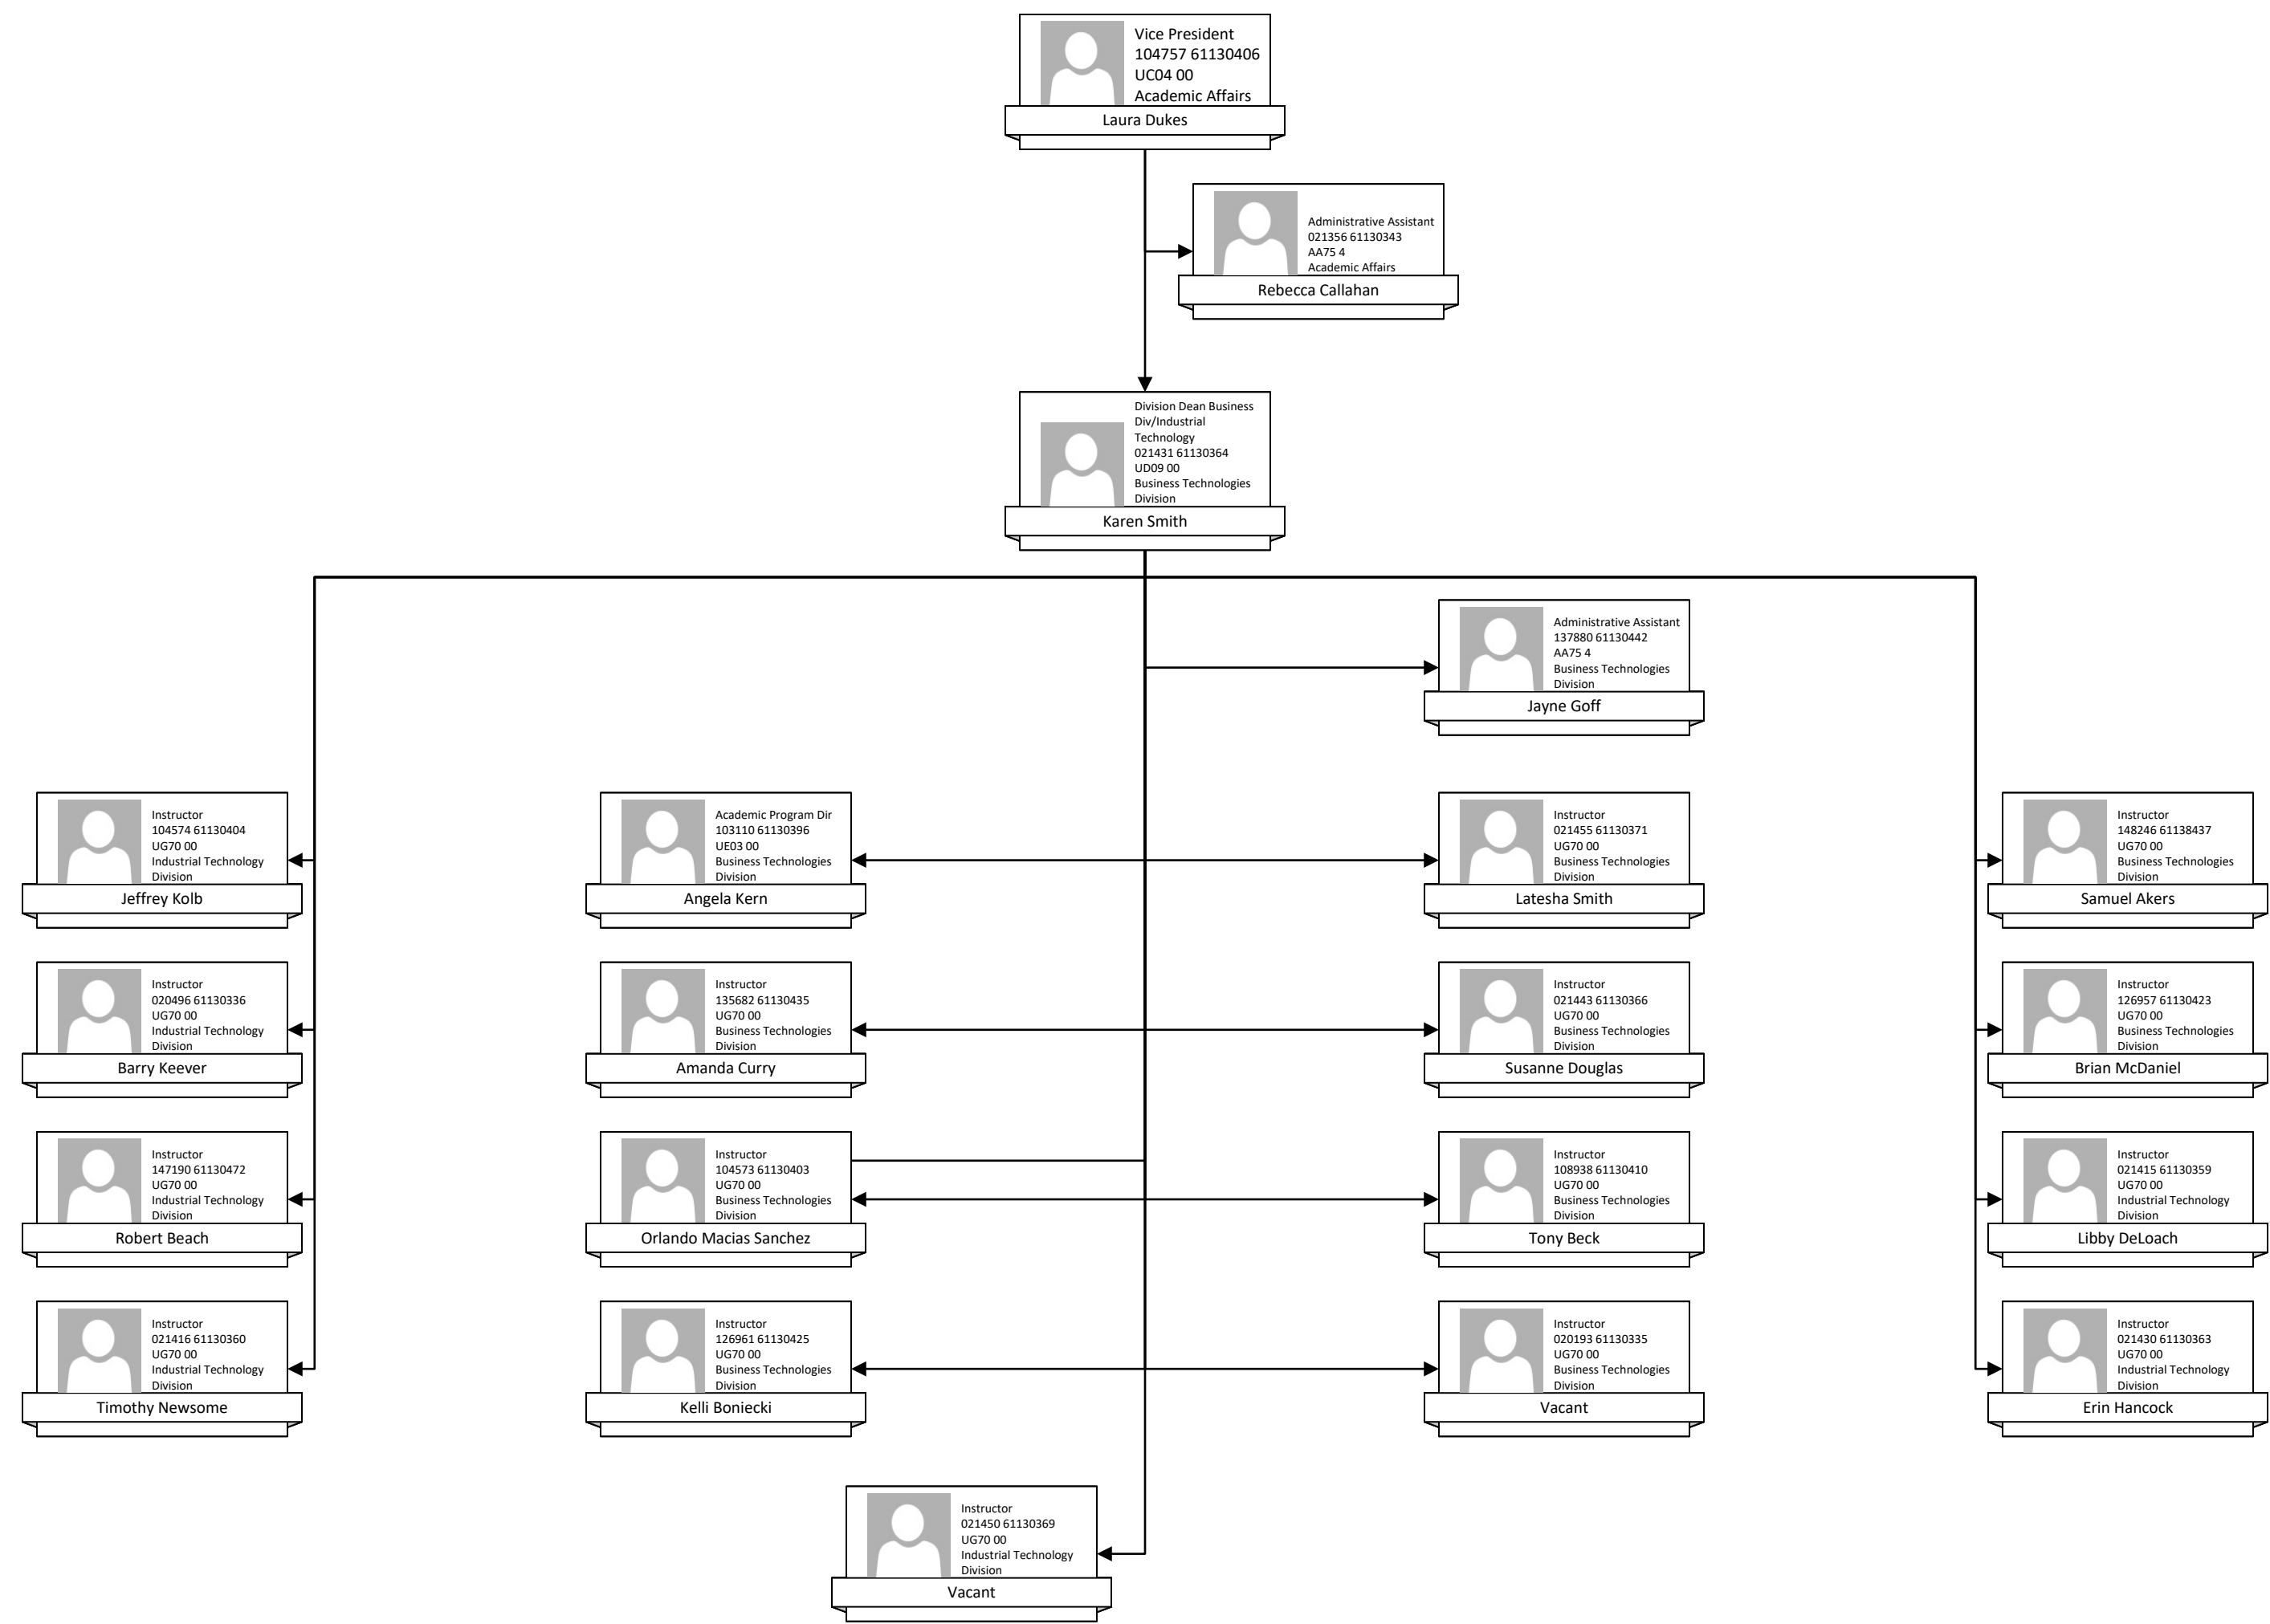 Vice President
104757 61130406
UC04 00
Academic Affairs
Laura Dukes
Administrative Assistant
021356 61130343
AA75 4
Academic Affairs
Rebecca Callahan
Division Dean Business
Div/Industrial
Technology
021431 61130364
UD09 00
Business Technologies
Division
Karen Smith
Administrative Assistant
137880 61130442
AA75 4
Business Technologies
Division
Jayne Goff
Instructor
104574 61130404
UG70 00
Industrial Technology
Division
Jeffrey Kolb
Academic Program Dir
103110 61130396
UE03 00
Business Technologies
Division
Angela Kern
Instructor
021455 61130371
UG70 00
Business Technologies
Division
Latesha Smith
Instructor
148246 61138437
UG70 00
Business Technologies
Division
Samuel Akers
Instructor
020496 61130336
UG70 00
Industrial Technology
Division
Barry Keever
Instructor
135682 61130435
UG70 00
Business Technologies
Division
Amanda Curry
Instructor
021443 61130366
UG70 00
Business Technologies
Division
Susanne Douglas
Instructor
126957 61130423
UG70 00
Business Technologies
Division
Brian McDaniel
Instructor
147190 61130472
UG70 00
Industrial Technology
Division
Robert Beach
Instructor
104573 61130403
UG70 00
Business Technologies
Division
Orlando Macias Sanchez
Instructor
108938 61130410
UG70 00
Business Technologies
Division
Tony Beck
Instructor
021415 61130359
UG70 00
Industrial Technology
Division
Libby DeLoach
Instructor
021416 61130360
UG70 00
Industrial Technology
Division
Timothy Newsome
Instructor
126961 61130425
UG70 00
Business Technologies
Division
Kelli Boniecki
Instructor
020193 61130335
UG70 00
Business Technologies
Division
Vacant
Instructor
021430 61130363
UG70 00
Industrial Technology
Division
Erin Hancock
Instructor
021450 61130369
UG70 00
Industrial Technology
Division
Vacant